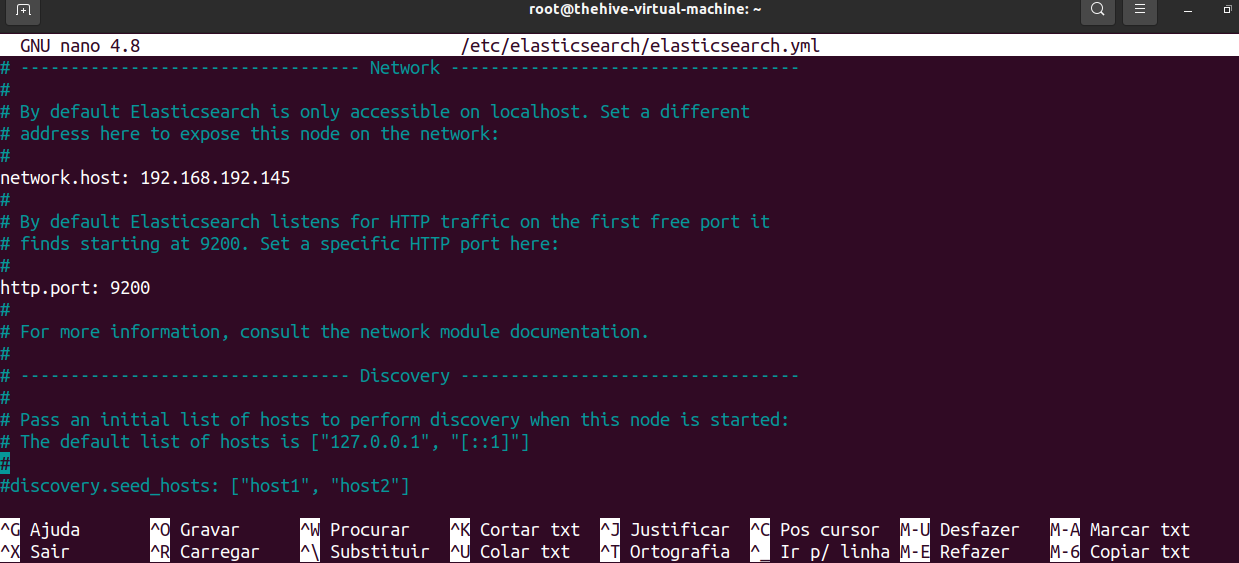 root@thehive-virtual-machine: ~
GNU nano 4.8 /etc/elasticsearch/elasticsearch.yml
# ---------------------------------- Network -----------------------------------
#
# By default Elasticsearch is only accessible on localhost. Set a different
# address here to expose this node on the network:
#
network.host: 192.168.192.145
#
# By default Elasticsearch listens for HTTP traffic on the first free port it
# finds starting at 9200. Set a specific HTTP port here:
#
http.port: 9200
#
# For more information, consult the network module documentation.
#
# --------------------------------- Discovery ----------------------------------
#
# Pass an initial list of hosts to perform discovery when this node is started:
# The default list of hosts is ["127.0.0.1", "[::1]"]
#
#discovery.seed_hosts: ["host1", "host2"]
^G Ajuda ^O Gravar ^W Procurar ^K Cortar txt ^J Justificar ^C Pos cursor M-U Desfazer M-A Marcar txt
^X Sair ^R Carregar ^\ Substituir ^U Colar txt ^T Ortografia ^_ Ir p/ linha M-E Refazer M-6 Copiar txt